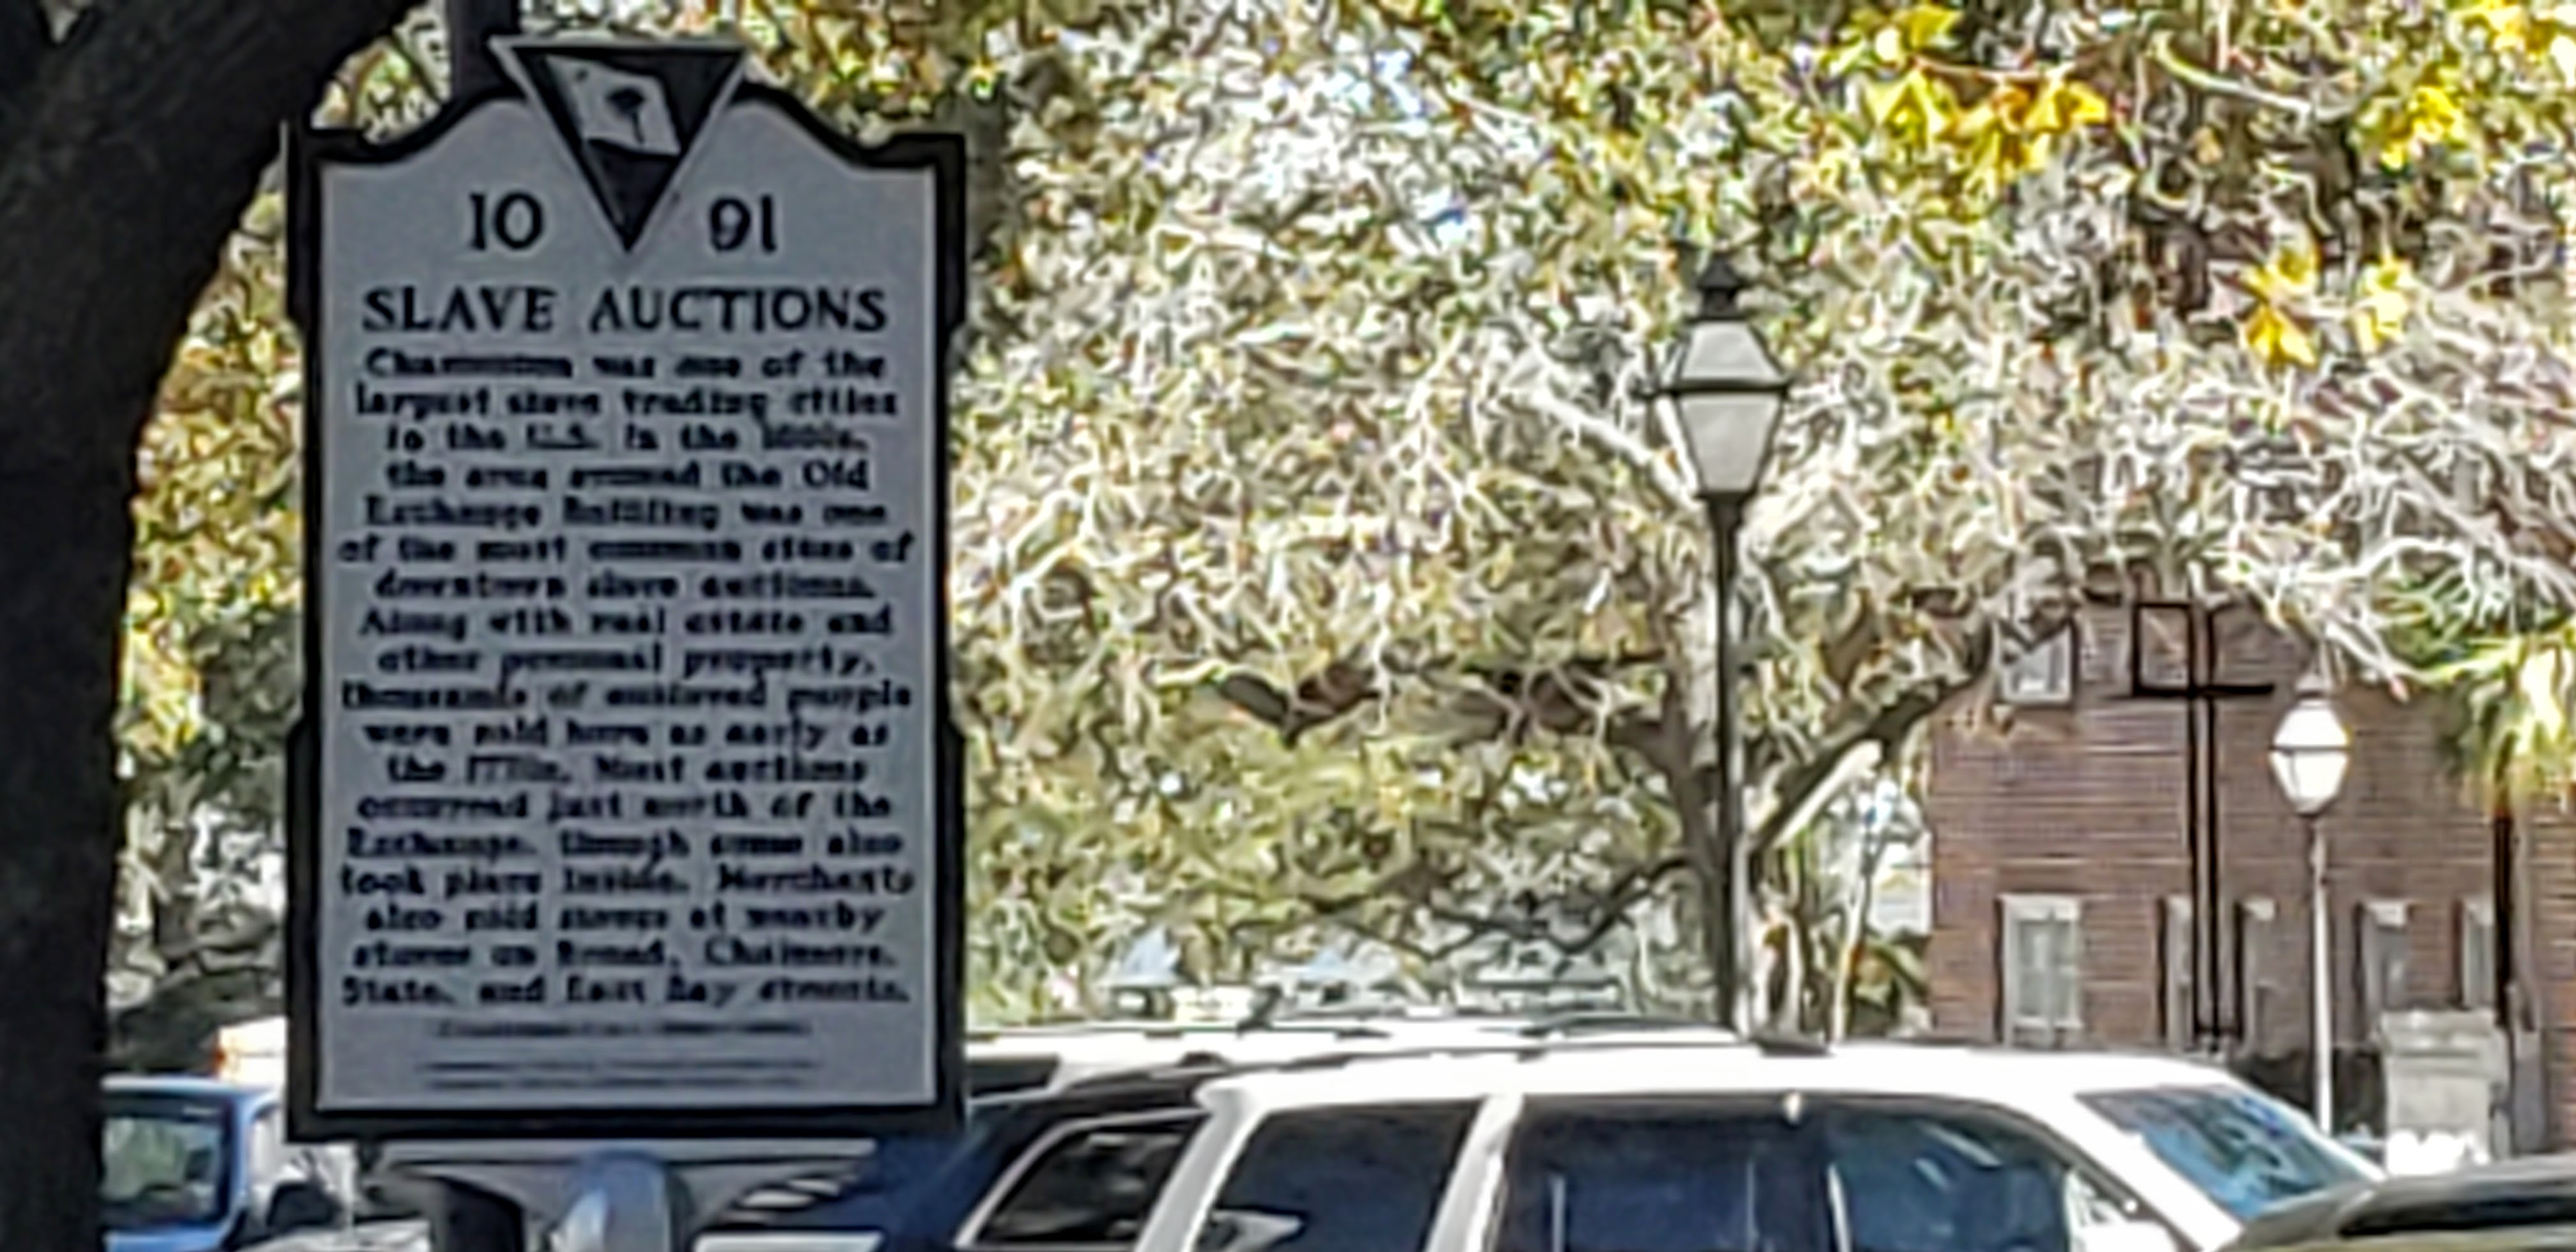 10 91
SLAVE AUCTIONS
Charleston was one of the
largest slave trading cities
in the U.S. In the 1800s,
the area around the Old
Exchange Building was one
of the most common sites of
downtown slave auctions.
Along with real estate and
other personal property,
thousands of enslaved people
were sold here as early as
the Most auctions
occurred just north of the
Exchange, though some also
took place inside. Merchants
also sold slaves at nearby
stores on Broad, Chalmers,
State, and East Bay streets.